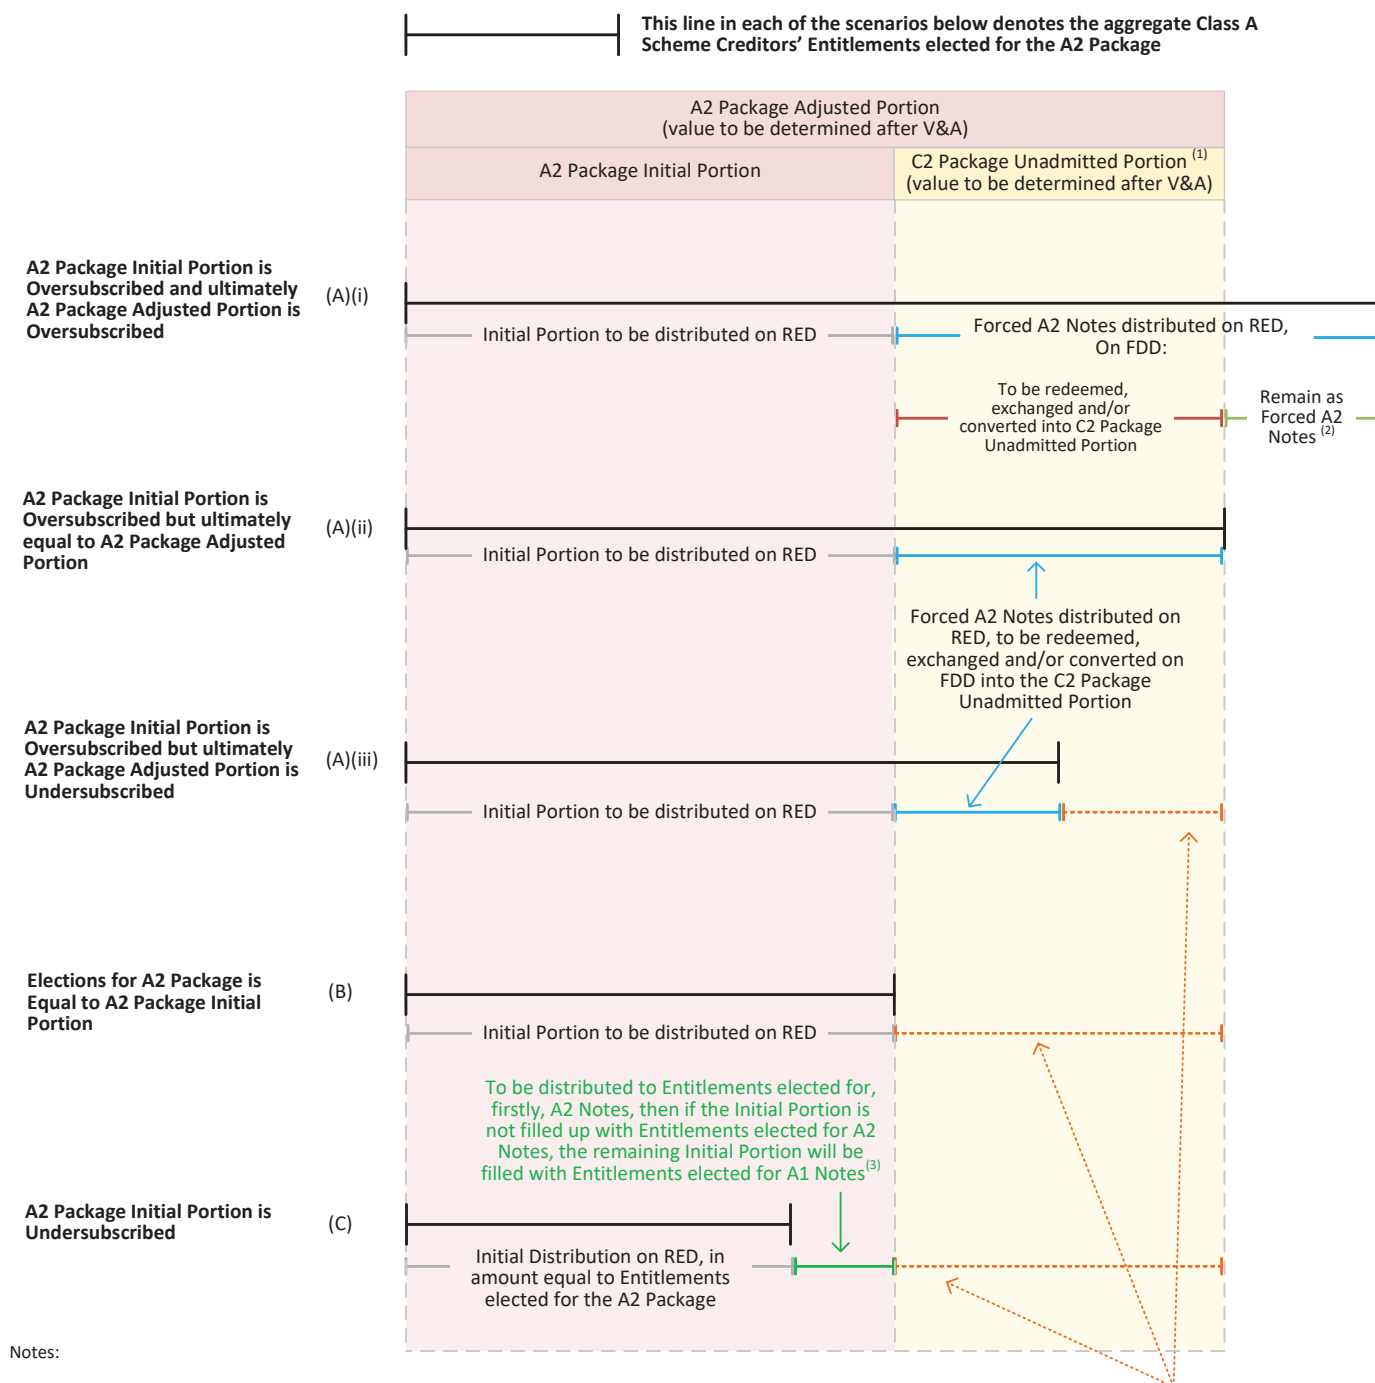 This line in each of the scenarios below denotes the aggregate Class A
Scheme Creditors’ Entitlements elected for the A2 Package
A2 Package Adjusted Portion
(value to be determined after V&A)
A2 Package Initial Portion
C2 Package Unadmitted Portion (1)
(value to be determined after V&A)
A2 Package Initial Portion is
Oversubscribed and ultimately
A2 Package Adjusted Portion is
Oversubscribed
(A)(i)
Initial Portion to be distributed on RED
Forced A2 Notes distributed on RED,
On FDD:
To be redeemed,
exchanged and/or
converted into C2 Package
Unadmitted Portion
Remain as
Forced A2
Notes (2)
A2 Package Initial Portion is
Oversubscribed but ultimately
equal to A2 Package Adjusted
Portion
(A)(ii)
Initial Portion to be distributed on RED
Forced A2 Notes distributed on
RED, to be redeemed,
exchanged and/or converted on
FDD into the C2 Package
Unadmitted Portion
A2 Package Initial Portion is
Oversubscribed but ultimately
A2 Package Adjusted Portion is
Undersubscribed
(A)(iii)
Initial Portion to be distributed on RED
Elections for A2 Package is
Equal to A2 Package Initial
Portion
(B)
Initial Portion to be distributed on RED
To be distributed to Entitlements elected for,
firstly, A2 Notes, then if the Initial Portion is
not filled up with Entitlements elected for A2
Notes, the remaining Initial Portion will be
filled with Entitlements elected for A1 Notes(3)
A2 Package Initial Portion is
Undersubscribed
(C)
Initial Distribution on RED, in
amount equal to Entitlements
elected for the A2 Package
Notes: